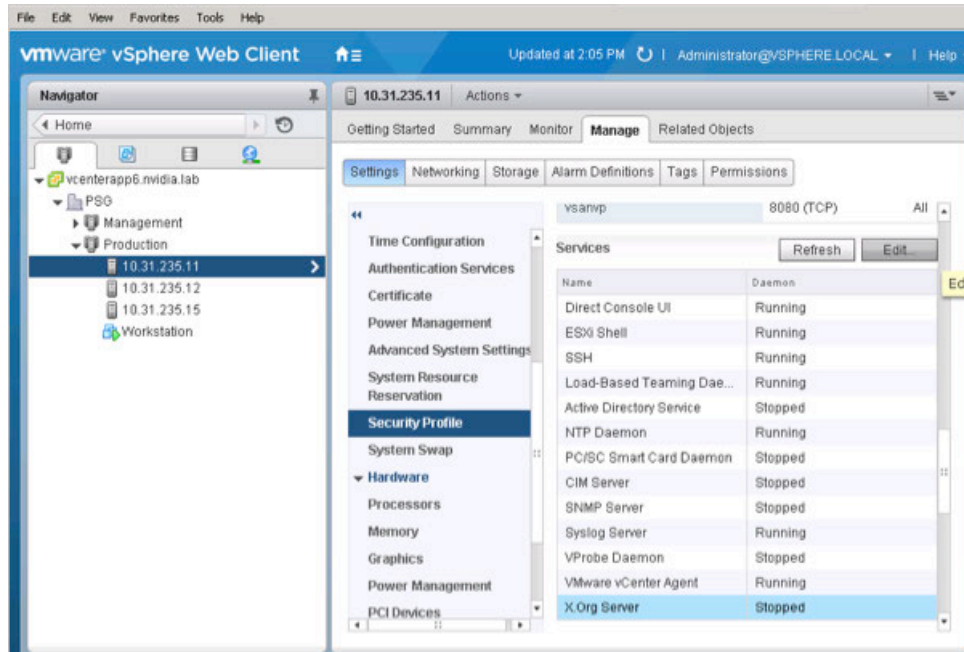 File Edit View Favorites Tools Help
vmware vSphere Web Client Updated at 2:05 PM Administrator@VSPHERE.LOCAL Help
Navigator
Home
vcenterapp6.nvidia.lab
PSG
Management
Production
10.31.235.11
10.31.235.12
10.31.235.15
Workstation
10.31.235.11 Actions
Getting Started Summary Monitor Manage Related Objects
Settings Networking Storage Alarm Definitions Tags Permissions
Time Configuration
Authentication Services
Certificate
Power Management
Advanced System Settings
System Resource
Reservation
Security Profile
System Swap
Hardware
Processors
Memory
Graphics
Power Management
PCI Devices
vsanvp 8080 (TCP) All
Services Refresh Edit...
Ed
Name Daemon
Direct Console UI Running
ESXi Shell Running
SSH Running
Load-Based Teaming Dae... Running
Active Directory Service Stopped
NTP Daemon Running
PC/SC Smart Card Daemon Stopped
CIM Server Stopped
SNMP Server Stopped
Syslog Server Running
VProbe Daemon Stopped
VMware vCenter Agent Running
X.Org Server Stopped